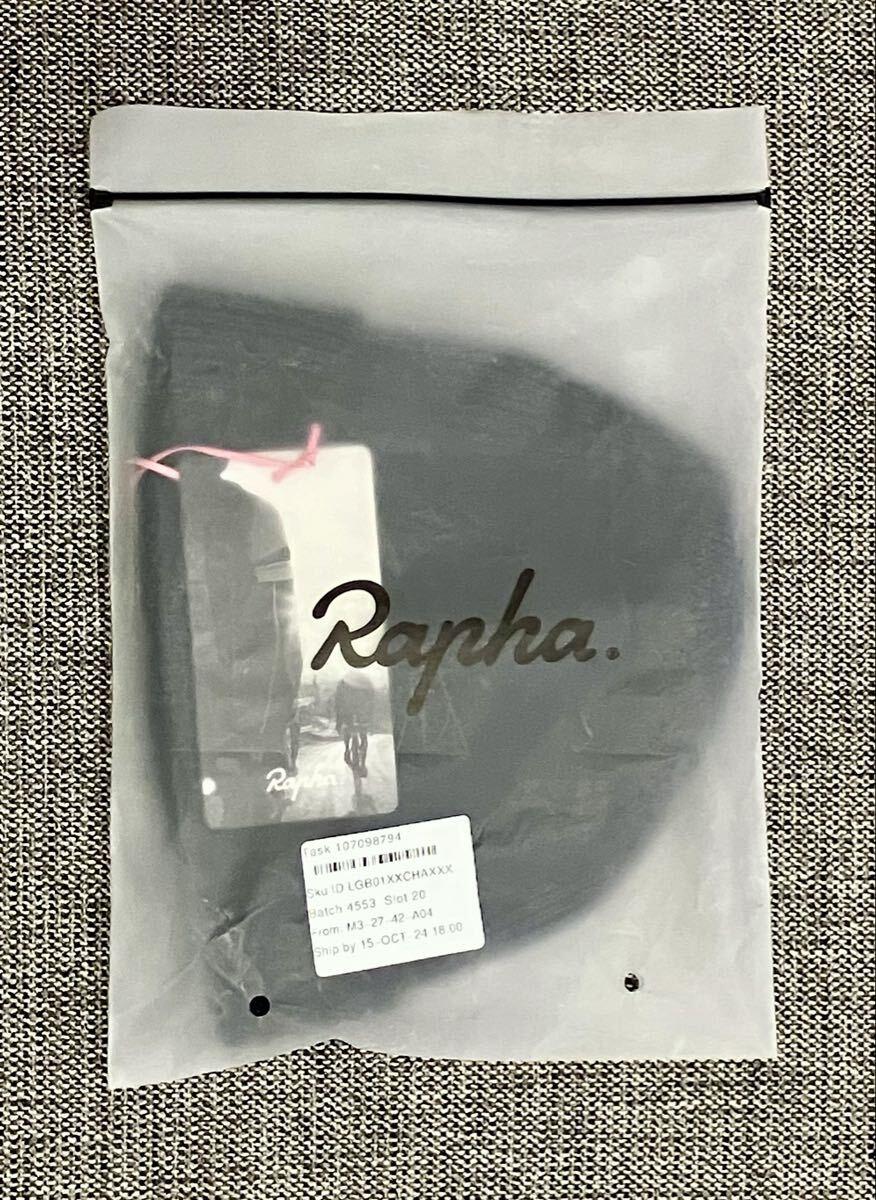 Rapha.
Rapha
Task 107098794
Sku ID LGB01XXCHAXXX
Batch 4553 Slot 20
From: M3-27-42-A04
Ship by 15-OCT-24 18:00